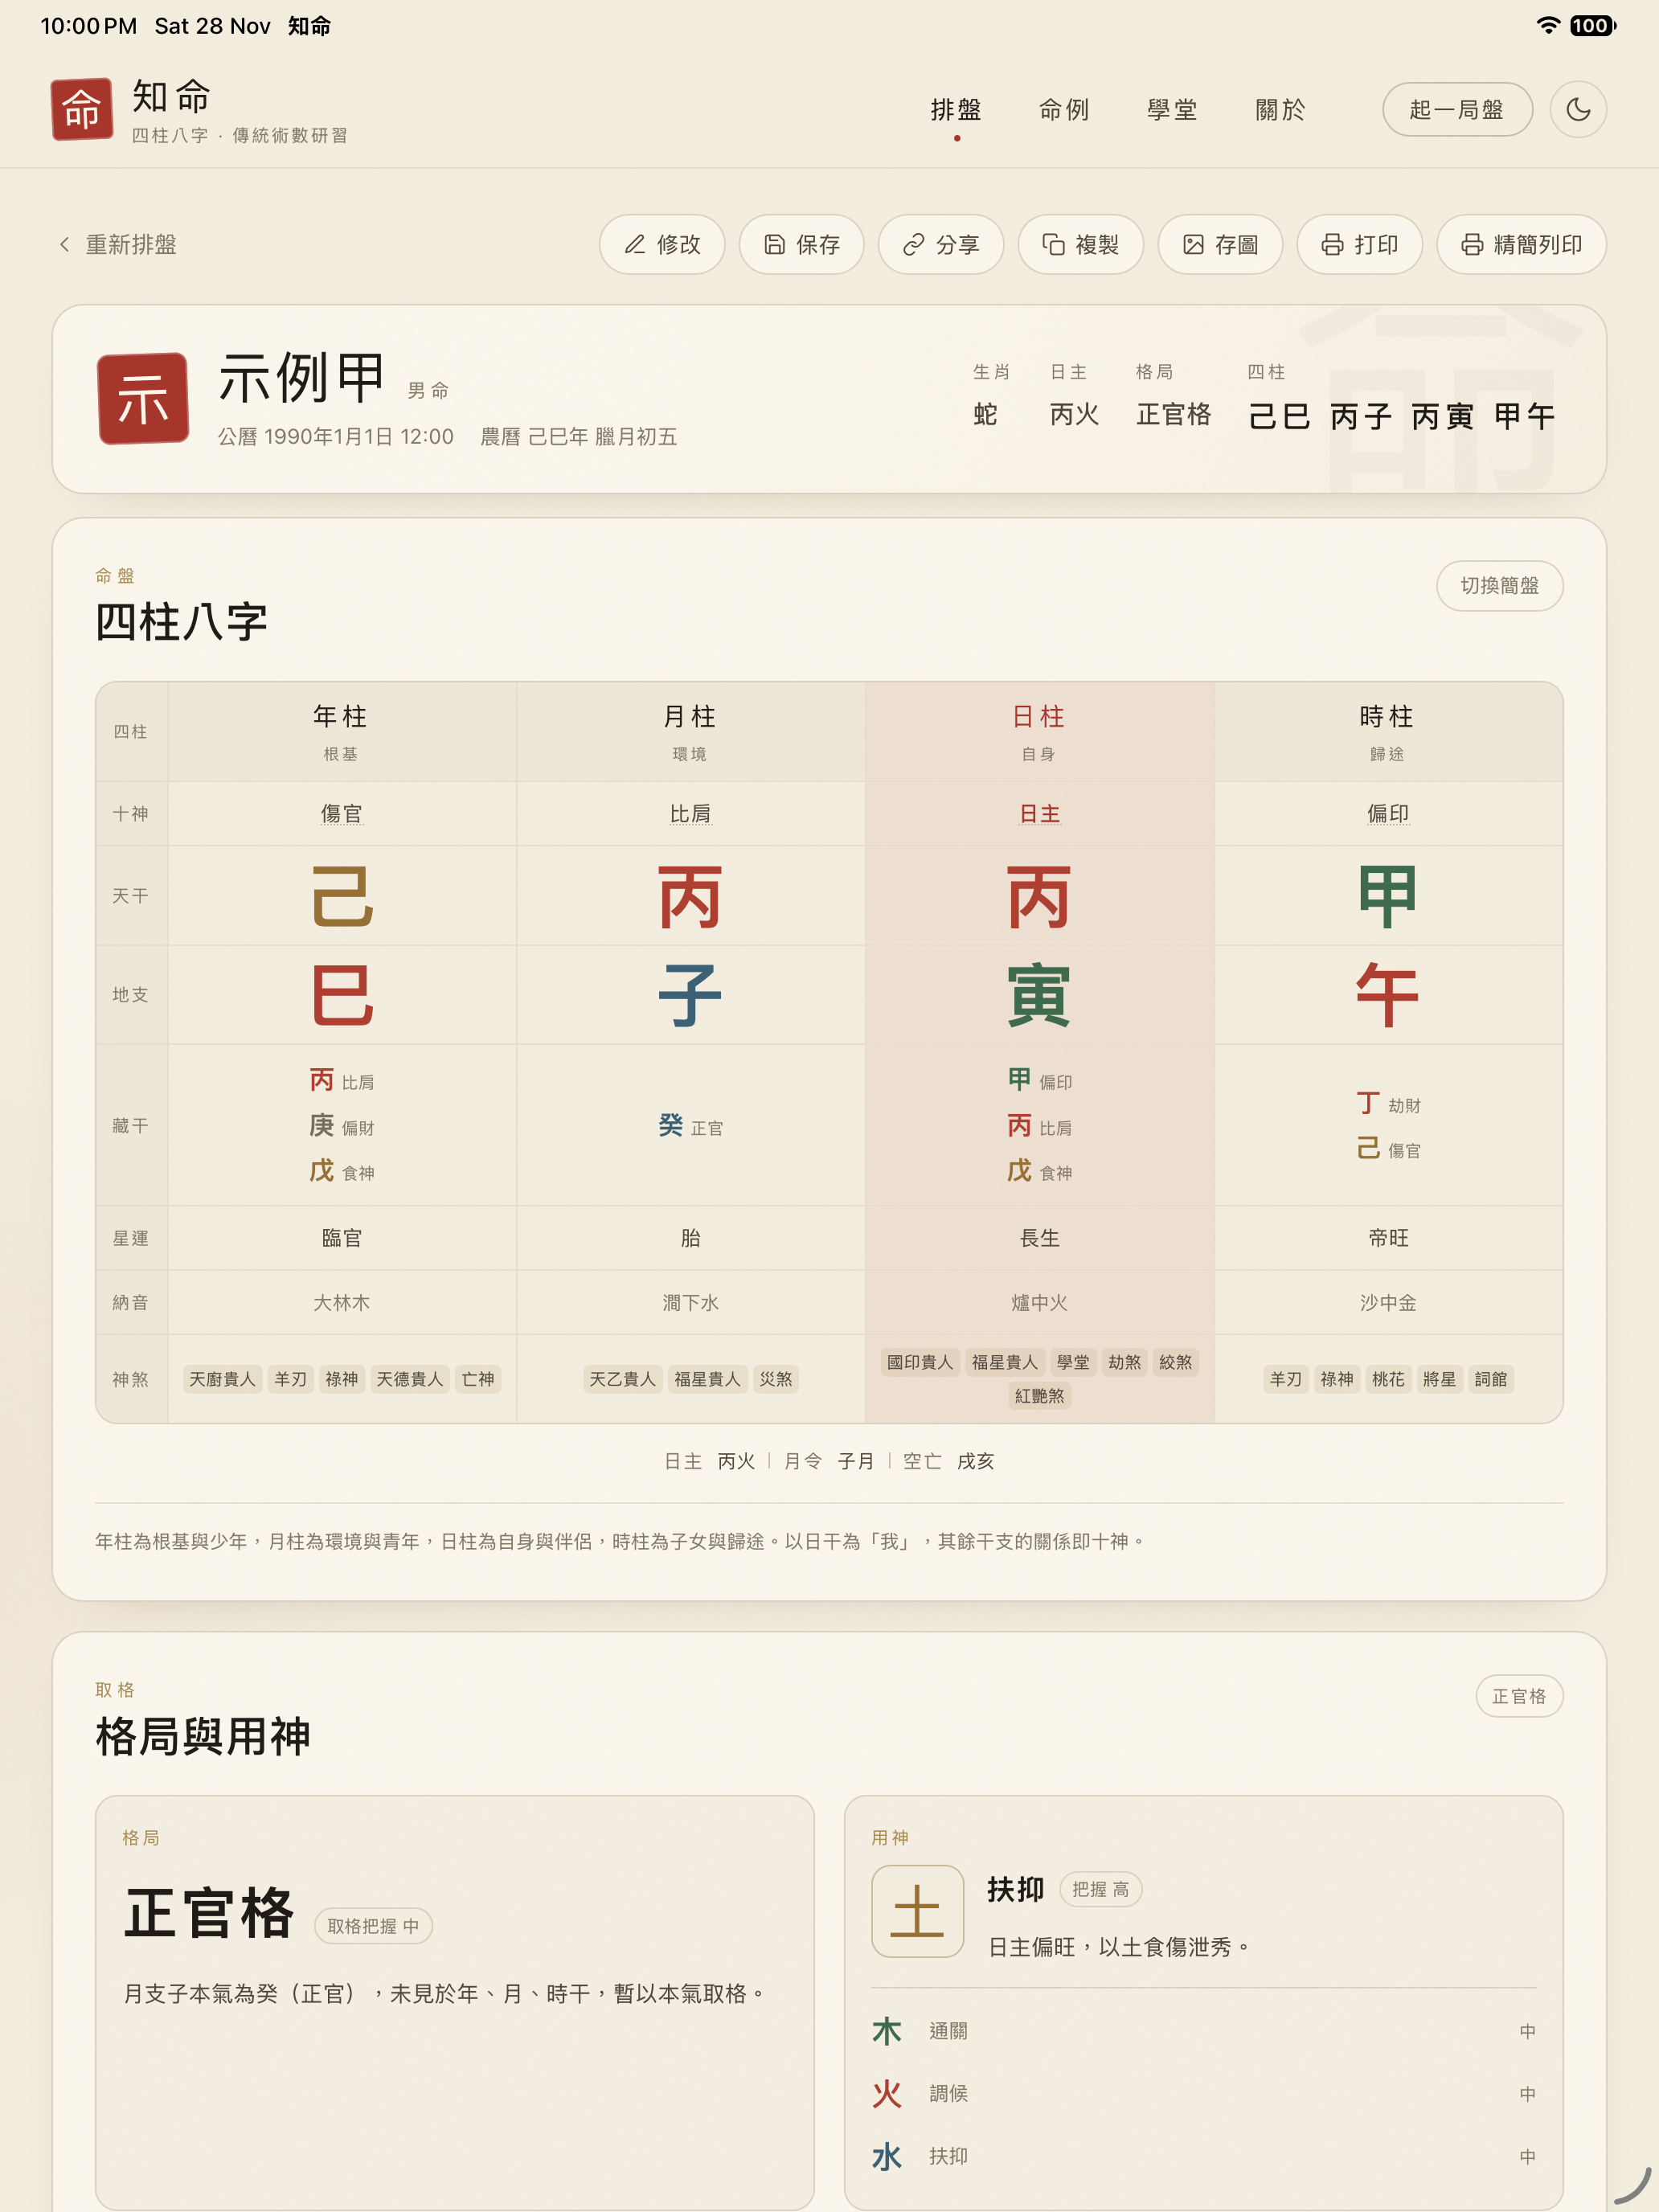 10:00 PM Sat 28 Nov 知命
100
命
知命
四柱八字 · 傳統術數研習
排盤 命例 學堂 關於 起一局盤
重新排盤 修改 保存 分享 複製 存圖 打印 精簡列印
命
示
示例甲 男命
公曆 1990年1月1日 12:00 農曆 己巳年 臘月初五
生肖 日主 格局 四柱
蛇 丙火 正官格 己巳 丙子 丙寅 甲午
命盤
四柱八字
切換簡盤
四柱 年柱 月柱 日柱 時柱
根基 環境 自身 歸途
十神 傷官 比肩 日主 偏印
天干 己 丙 丙 甲
地支 巳 子 寅 午
藏干
丙 比肩
庚 偏財
戊 食神
癸 正官
甲 偏印
丙 比肩
戊 食神
丁 劫財
己 傷官
星運 臨官 胎 長生 帝旺
納音 大林木 澗下水 爐中火 沙中金
神煞
天廚貴人 羊刃 祿神 天德貴人 亡神
天乙貴人 福星貴人 災煞
國印貴人 福星貴人 學堂 劫煞 絞煞
紅艷煞
羊刃 祿神 桃花 將星 詞館
日主 丙火 | 月令 子月 | 空亡 戌亥
年柱為根基與少年，月柱為環境與青年，日柱為自身與伴侶，時柱為子女與歸途。以日干為「我」，其餘干支的關係即十神。
取格
格局與用神
正官格
格局
正官格 取格把握 中
月支子本氣為癸（正官），未見於年、月、時干，暫以本氣取格。
用神
土
扶抑 把握 高
日主偏旺，以土食傷泄秀。
木 通關 中
火 調候 中
水 扶抑 中